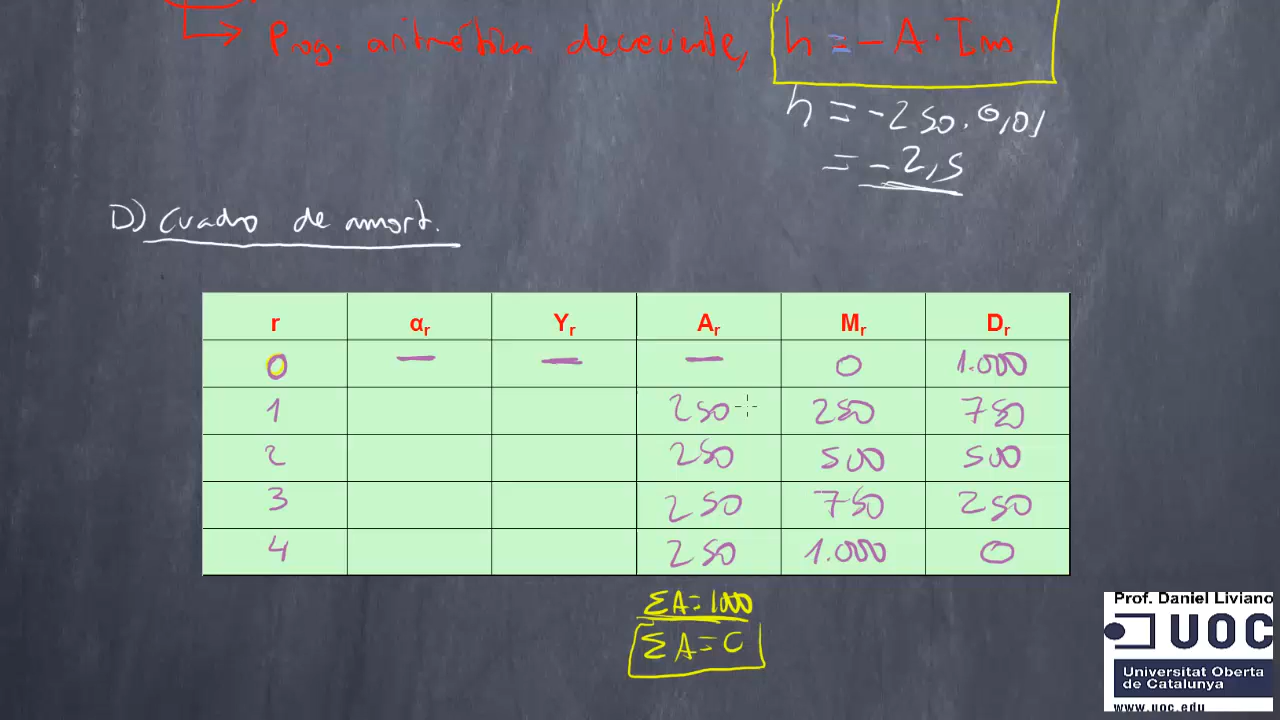 Prog. aritmética decreciente, h = - A · Im
h = -250. 0,01
= -2,5
D) Cuadro de amort.
r αr Yr Ar Mr Dr
0 — — — 0 1.000
1 250 250 750
2 250 500 500
3 250 750 250
4 250 1.000 0
ΣA = 1000
ΣA = C
Prof. Daniel Liviano
UOC
Universitat Oberta
de Catalunya
www.uoc.edu